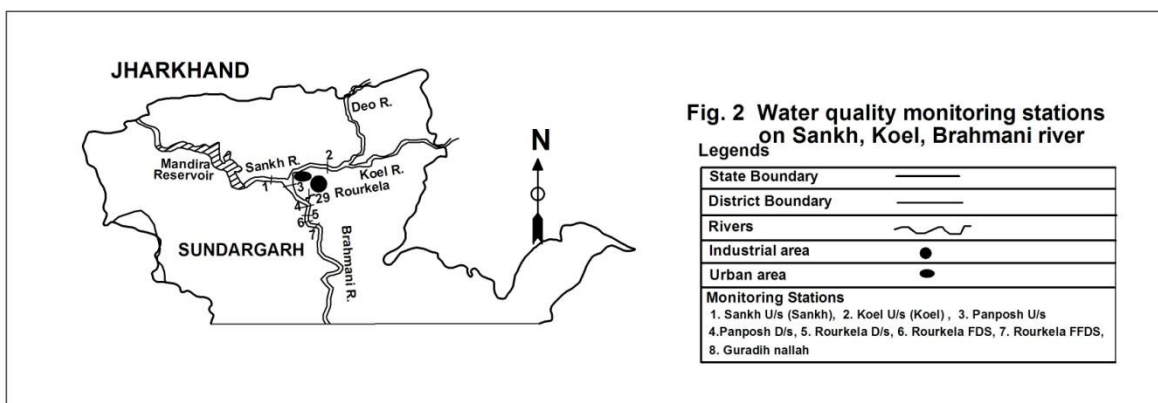 JHARKHAND
Deo R.
Mandira
Reservoir
Sankh R.
2
Koel R.
1
3
Rourkela
29
4
5
6
7
SUNDARGARH
Brahmani R.
N
Fig. 2 Water quality monitoring stations
on Sankh, Koel, Brahmani river
Legends
State Boundary
District Boundary
Rivers
Industrial area
Urban area
Monitoring Stations
1. Sankh U/s (Sankh), 2. Koel U/s (Koel) , 3. Panposh U/s
4.Panposh D/s, 5. Rourkela D/s, 6. Rourkela FDS, 7. Rourkela FFDS,
8. Guradih nallah